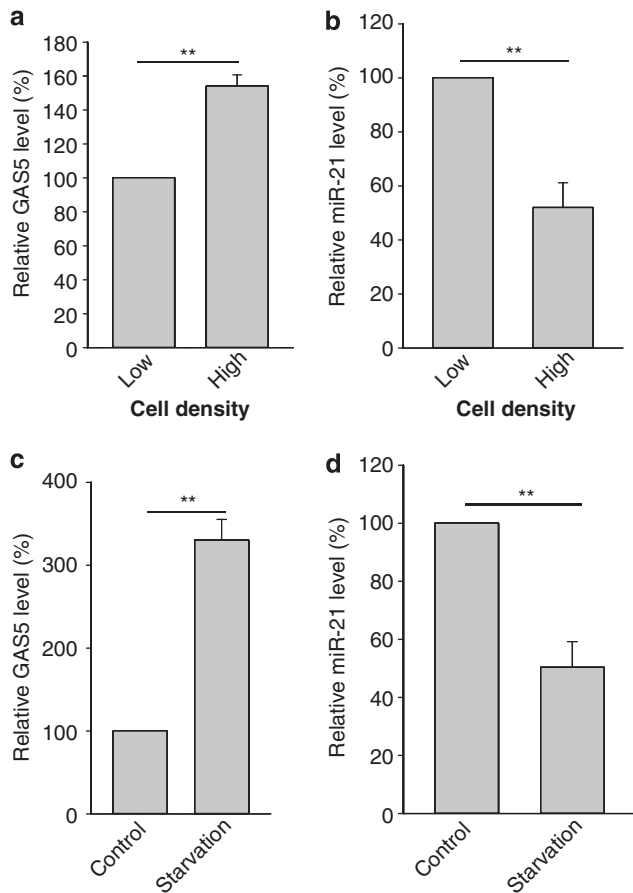 a
Relative GAS5 level (%)
180
160
140
120
100
80
60
40
20
0
**
Low
High
Cell density
b
Relative miR-21 level (%)
120
100
80
60
40
20
0
**
Low
High
Cell density
c
Relative GAS5 level (%)
400
300
200
100
0
**
Control
Starvation
d
Relative miR-21 level (%)
120
100
80
60
40
20
0
**
Control
Starvation